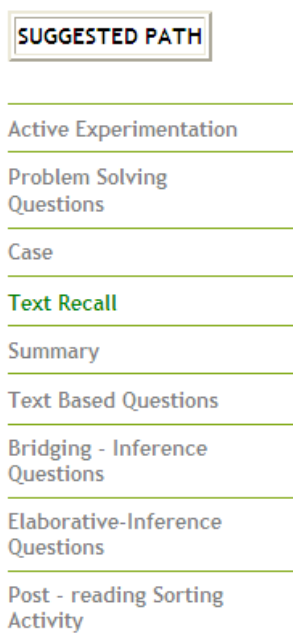 SUGGESTED PATH
Active Experimentation
Problem Solving
Questions
Case
Text Recall
Summary
Text Based Questions
Bridging - Inference
Questions
Elaborative-Inference
Questions
Post - reading Sorting
Activity